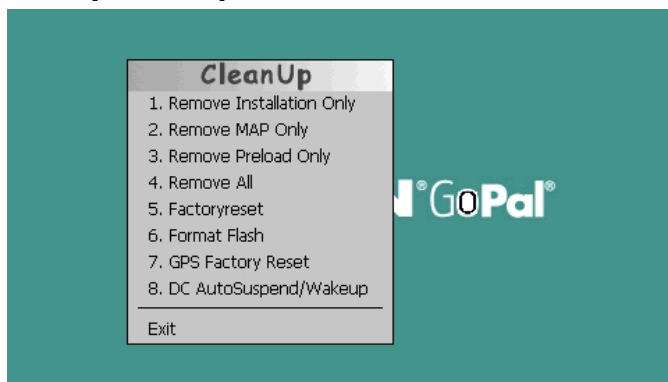 CleanUp
1. Remove Installation Only
2. Remove MAP Only
3. Remove Preload Only
4. Remove All
5. Factoryreset
6. Format Flash
7. GPS Factory Reset
8. DC AutoSuspend/Wakeup
Exit
N® GoPal®